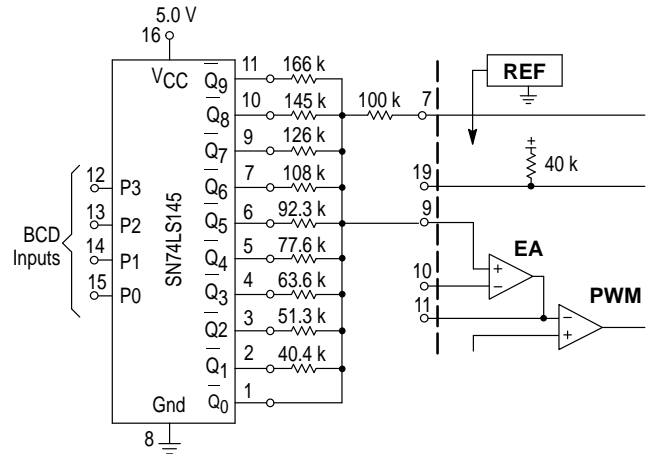 5.0 V
16
VCC
11
Q9
166 k
10
Q8
145 k
100 k
7
REF
9
Q7
126 k
7
Q6
108 k
19
40 k
+
12
P3
6
Q5
92.3 k
9
13
P2
BCD
Inputs
SN74LS145
5
Q4
77.6 k
EA
+
−
10
14
P1
4
Q3
63.6 k
11
PWM
−
+
15
P0
3
Q2
51.3 k
2
Q1
40.4 k
1
Q0
Gnd
8